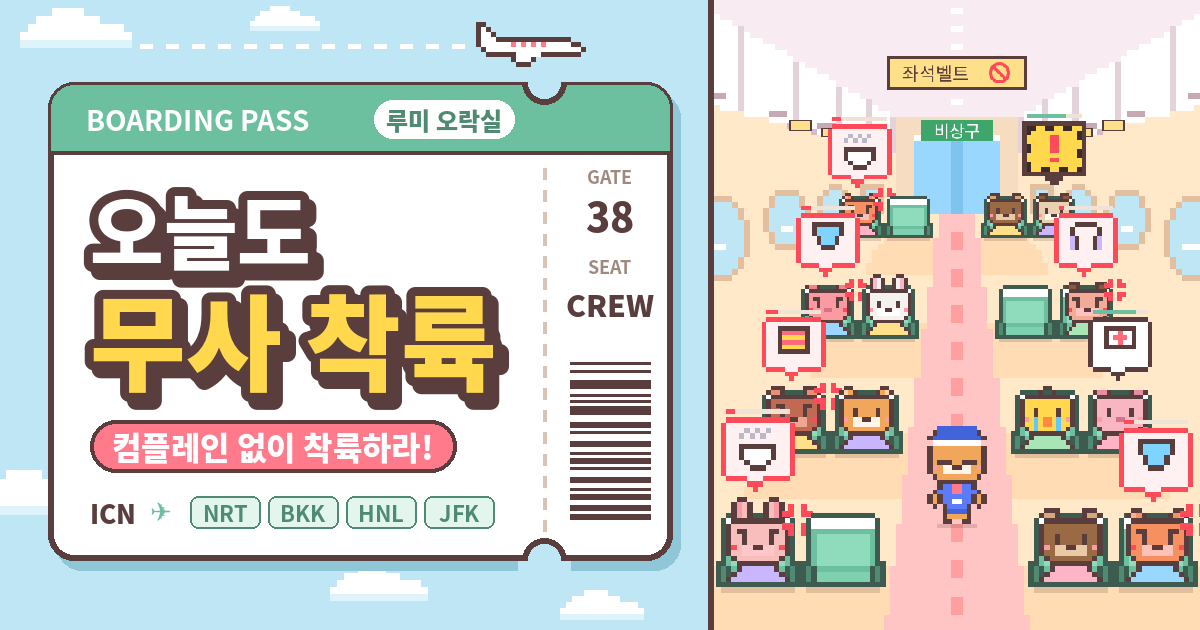 BOARDING PASS
루미 오락실
오늘도
무사 착륙
컴플레인 없이 착륙하라!
ICN ✈ NRT BKK HNL JFK
GATE
38
SEAT
CREW
좌석벨트
비상구
!